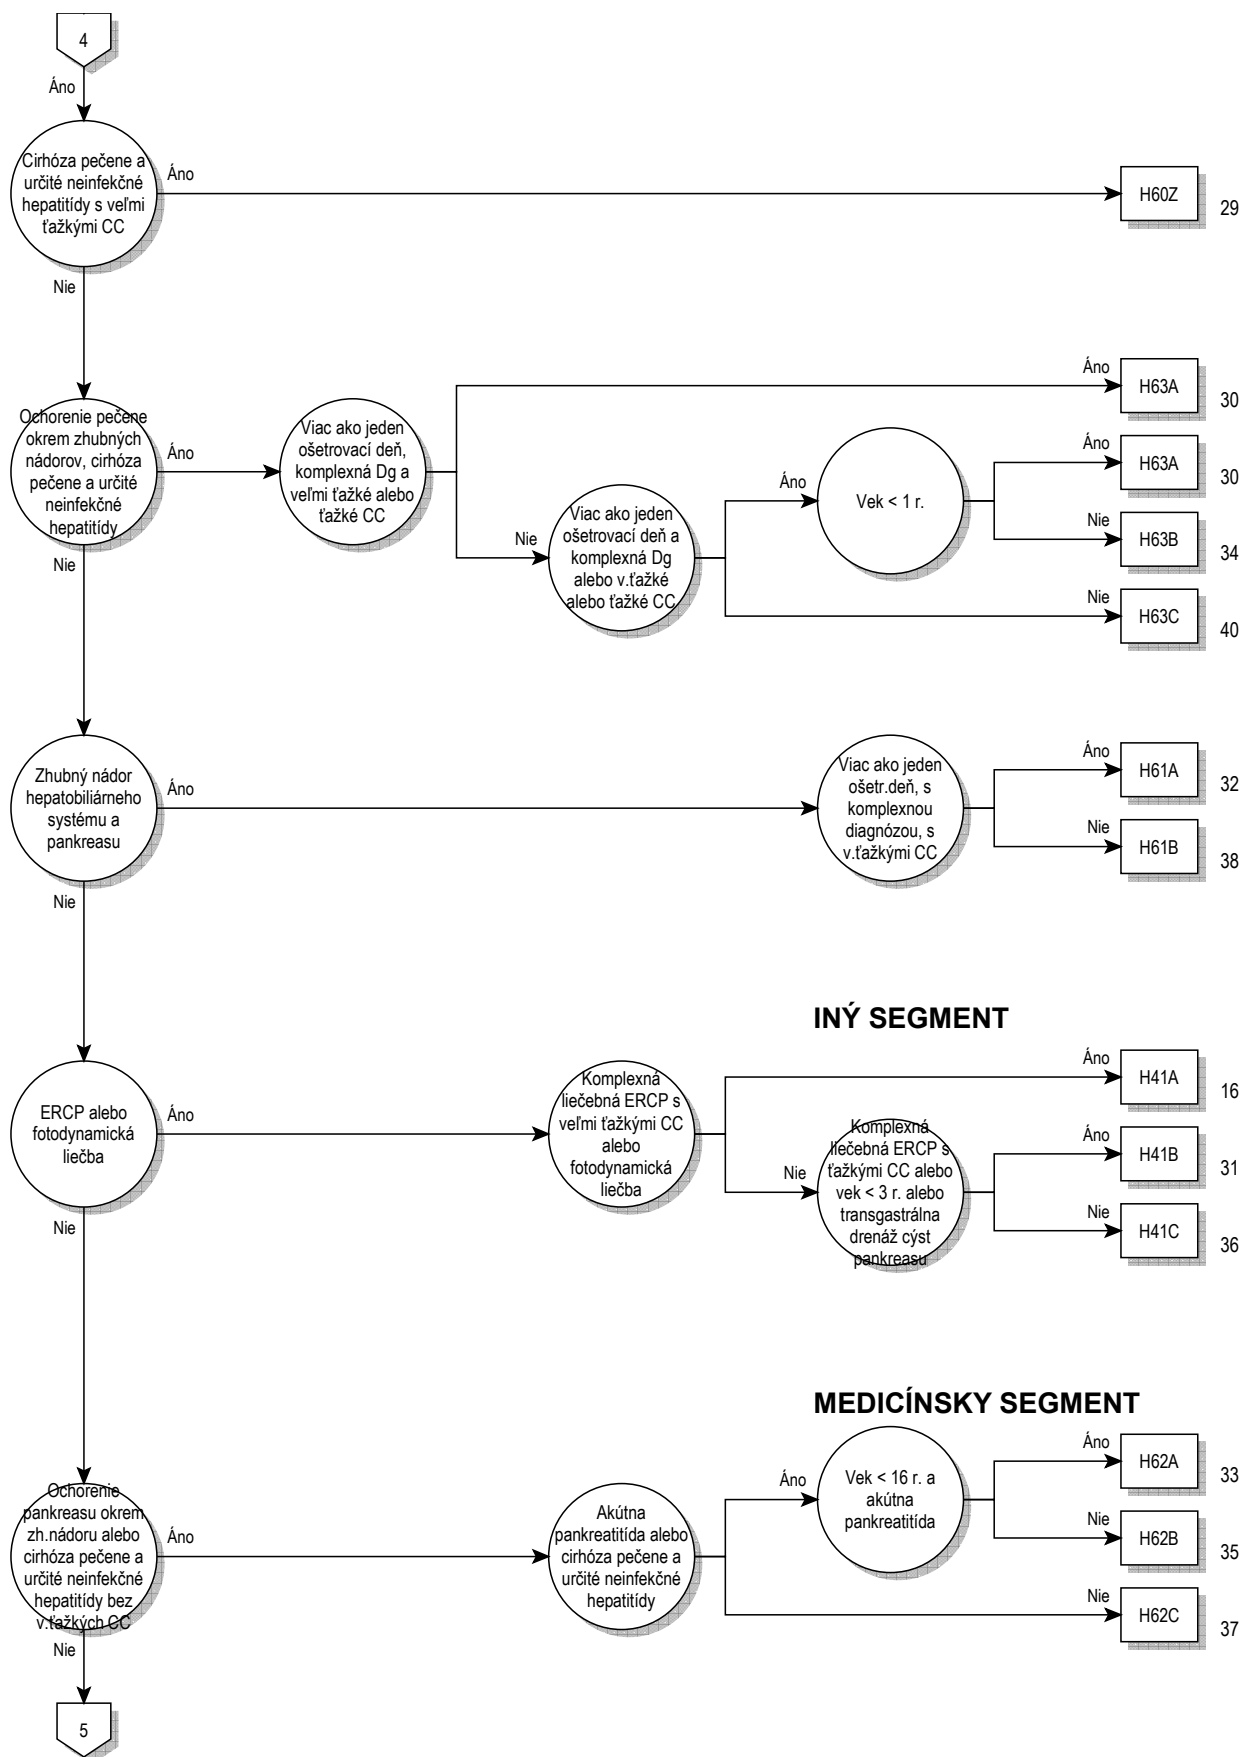 4
Áno
Cirhóza pečene a
určité neinfekčné
hepatitídy s veľmi
ťažkými CC
Áno
H60Z
29
Nie
Ochorenie pečene
okrem zhubných
nádorov, cirhóza
pečene a určité
neinfekčné
hepatitídy
Áno
Viac ako jeden
ošetrovací deň,
komplexná Dg a
veľmi ťažké alebo
ťažké CC
Áno
H63A
30
Nie
Viac ako jeden
ošetrovací deň a
komplexná Dg
alebo v.ťažké
alebo ťažké CC
Áno
Vek < 1 r.
Áno
H63A
30
Nie
H63B
34
Nie
H63C
40
Nie
Zhubný nádor
hepatobiliárneho
systému a
pankreasu
Áno
Viac ako jeden
ošetr.deň, s
komplexnou
diagnózou, s
v.ťažkými CC
Áno
H61A
32
Nie
H61B
38
Nie
INÝ SEGMENT
ERCP alebo
fotodynamická
liečba
Áno
Komplexná
liečebná ERCP s
veľmi ťažkými CC
alebo
fotodynamická
liečba
Áno
H41A
16
Nie
Komplexná
liečebná ERCP s
ťažkými CC alebo
vek < 3 r. alebo
transgastrálna
drenáž cýst
pankreasu
Áno
H41B
31
Nie
H41C
36
Nie
MEDICÍNSKY SEGMENT
Ochorenie
pankreasu okrem
zh.nádoru alebo
cirhóza pečene a
určité neinfekčné
hepatitídy bez
v.ťažkých CC
Áno
Akútna
pankreatitída alebo
cirhóza pečene a
určité neinfekčné
hepatitídy
Áno
Vek < 16 r. a
akútna
pankreatitída
Áno
H62A
33
Nie
H62B
35
Nie
H62C
37
Nie
5